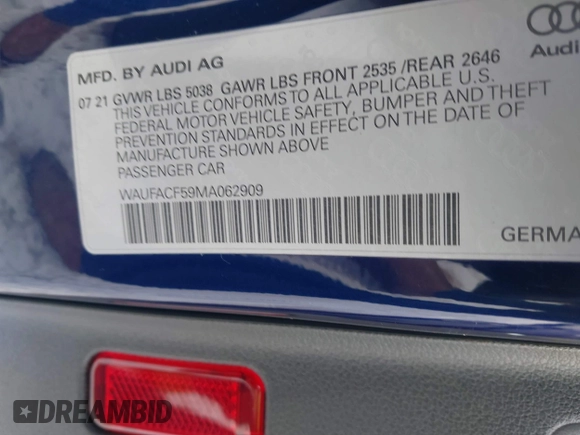 MFD. BY AUDI AG
Audi
07 21 GVWR LBS 5038 GAWR LBS FRONT 2535 /REAR 2646
THIS VEHICLE CONFORMS TO ALL APPLICABLE U.S.
FEDERAL MOTOR VEHICLE SAFETY, BUMPER AND THEFT
PREVENTION STANDARDS IN EFFECT ON THE DATE OF
MANUFACTURE SHOWN ABOVE
PASSENGER CAR
WAUFACF59MA062909
GERMA
DREAMBID